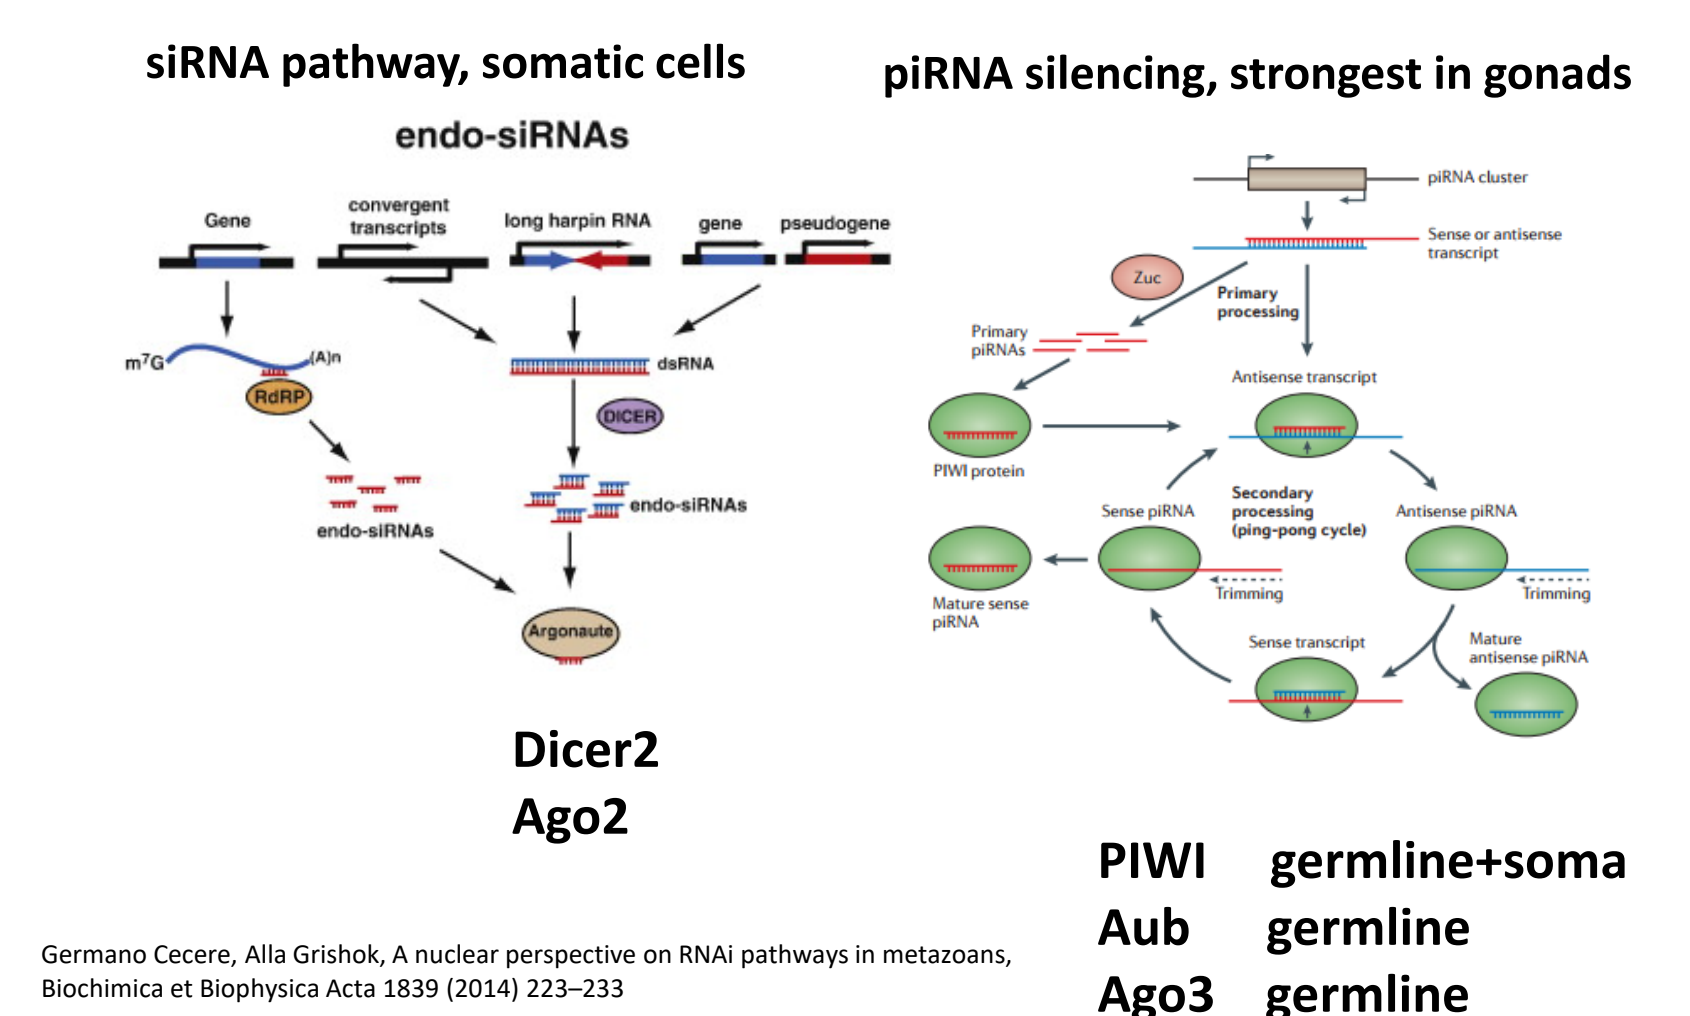 siRNA pathway, somatic cells
endo-siRNAs
Gene
convergent
transcripts
long harpin RNA
gene
pseudogene
m⁷G
(A)n
RdRP
dsRNA
DICER
endo-siRNAs
endo-siRNAs
Argonaute
Dicer2
Ago2
Germano Cecere, Alla Grishok, A nuclear perspective on RNAi pathways in metazoans,
Biochimica et Biophysica Acta 1839 (2014) 223–233
piRNA silencing, strongest in gonads
piRNA cluster
Sense or antisense
transcript
Zuc
Primary
processing
Primary
piRNAs
Antisense transcript
PIWI protein
Secondary
processing
(ping-pong cycle)
Sense piRNA
Antisense piRNA
Trimming
Trimming
Mature sense
piRNA
Sense transcript
Mature
antisense piRNA
PIWI germline+soma
Aub germline
Ago3 germline